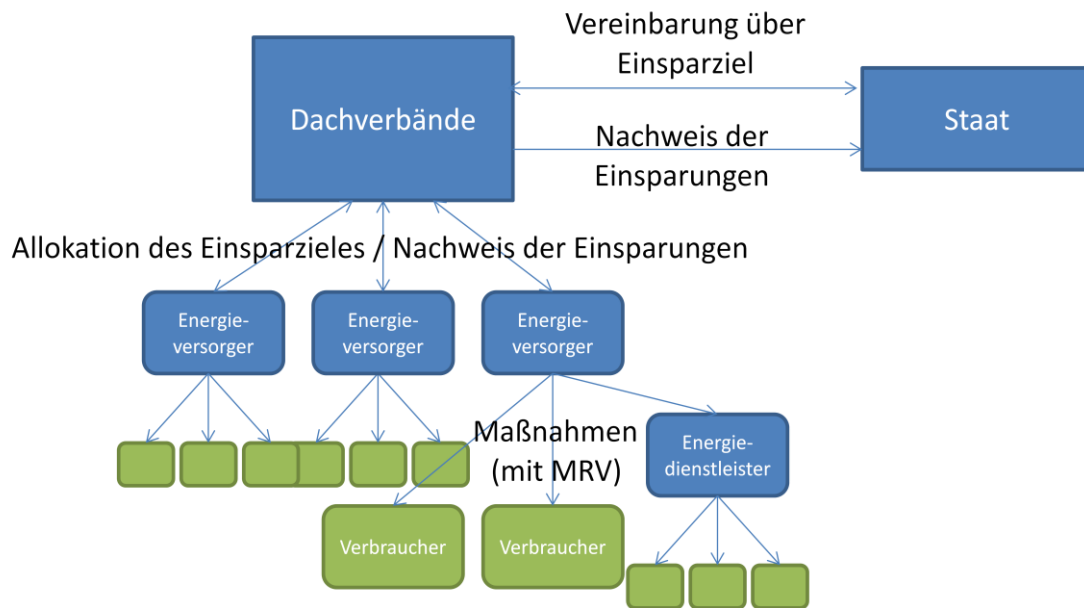 Vereinbarung über
Einsparziel
Dachverbände
Staat
Nachweis der
Einsparungen
Allokation des Einsparzieles / Nachweis der Einsparungen
Energie-
versorger
Energie-
versorger
Energie-
versorger
Maßnahmen
(mit MRV)
Energie-
dienstleister
Verbraucher
Verbraucher